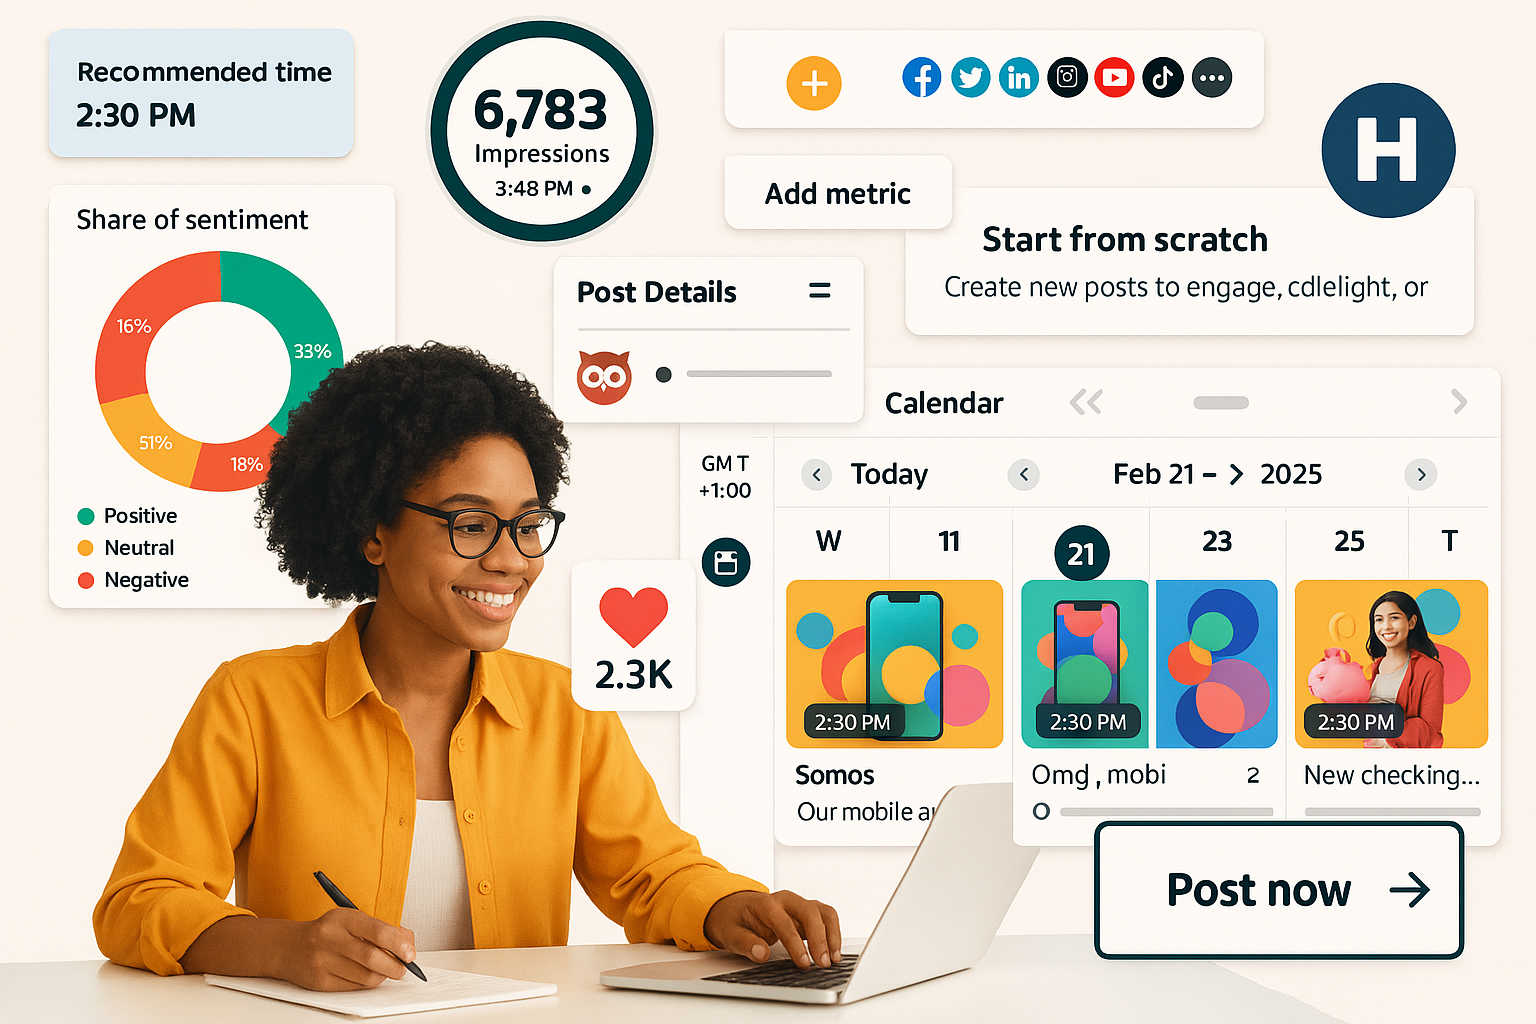 Recommended time
2:30 PM
6,783
Impressions
3:48 PM
H
Add metric
Start from scratch
Create new posts to engage, cdlelight, or
Share of sentiment
16%
33%
51%
18%
Positive
Neutral
Negative
Post Details
Calendar
GM T
+1:00
Today
Feb 21 – > 2025
W 11 21 23 25 T
2:30 PM
2:30 PM
2:30 PM
2.3K
Somos
Our mobile
Omg, mobi 2
New checking...
Post now →